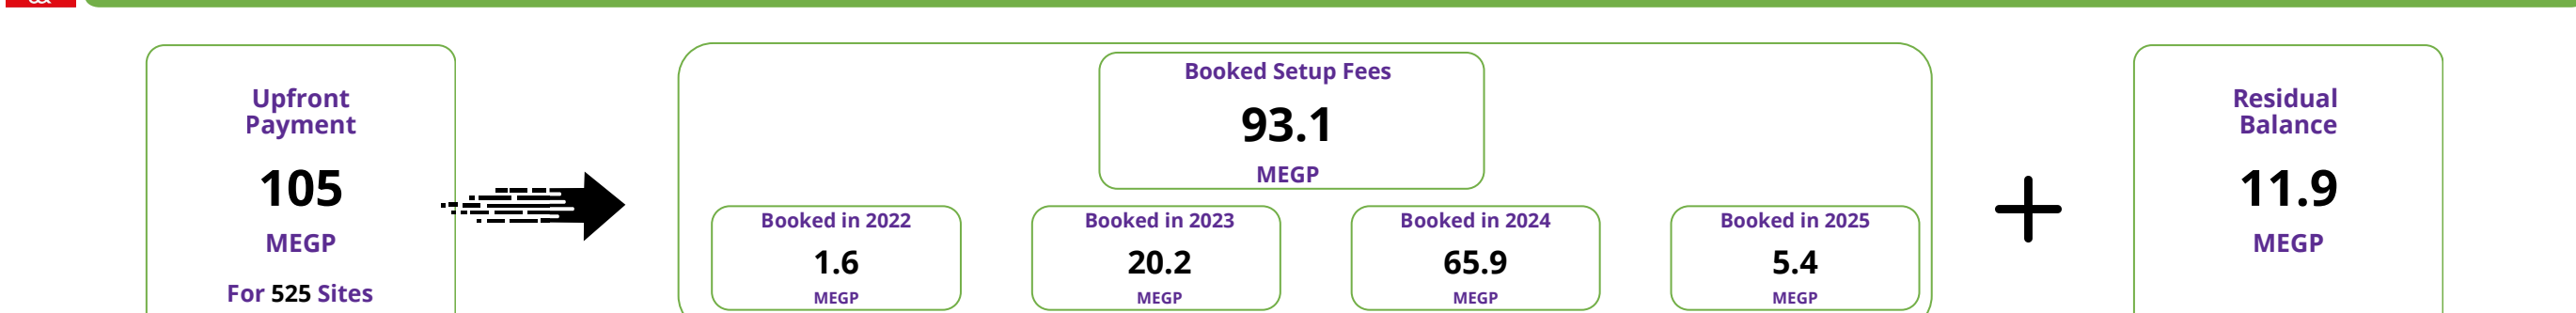 Upfront
Payment
105
MEGP
For 525 Sites
Booked Setup Fees
93.1
MEGP
Booked in 2022
1.6
MEGP
Booked in 2023
20.2
MEGP
Booked in 2024
65.9
MEGP
Booked in 2025
5.4
MEGP
Residual
Balance
11.9
MEGP